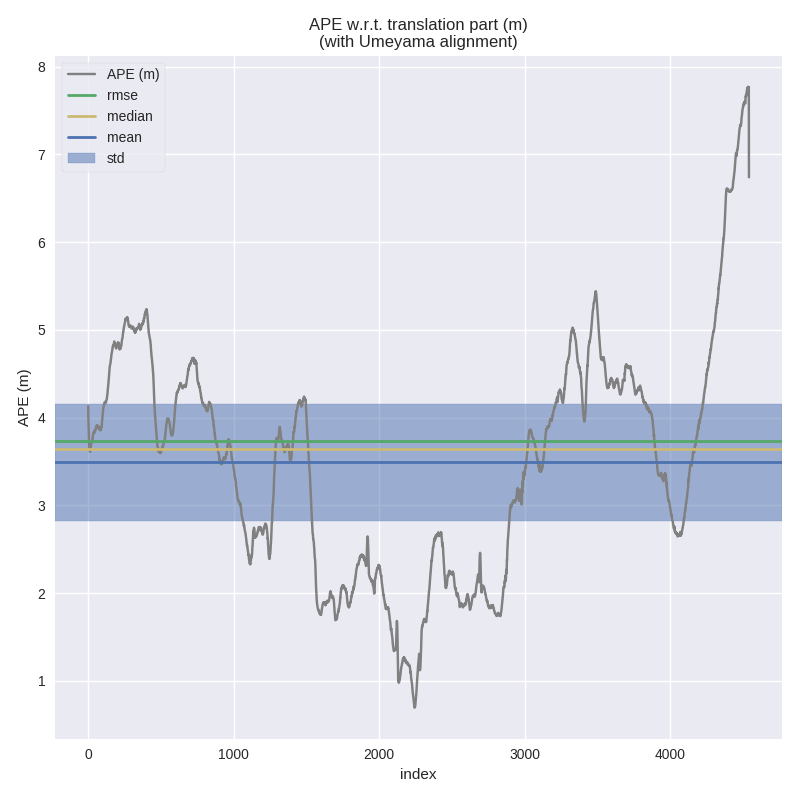 APE w.r.t. translation part (m)
(with Umeyama alignment)
APE (m)
rmse
median
mean
std
8
7
6
5
4
3
2
1
APE (m)
0 1000 2000 3000 4000
index